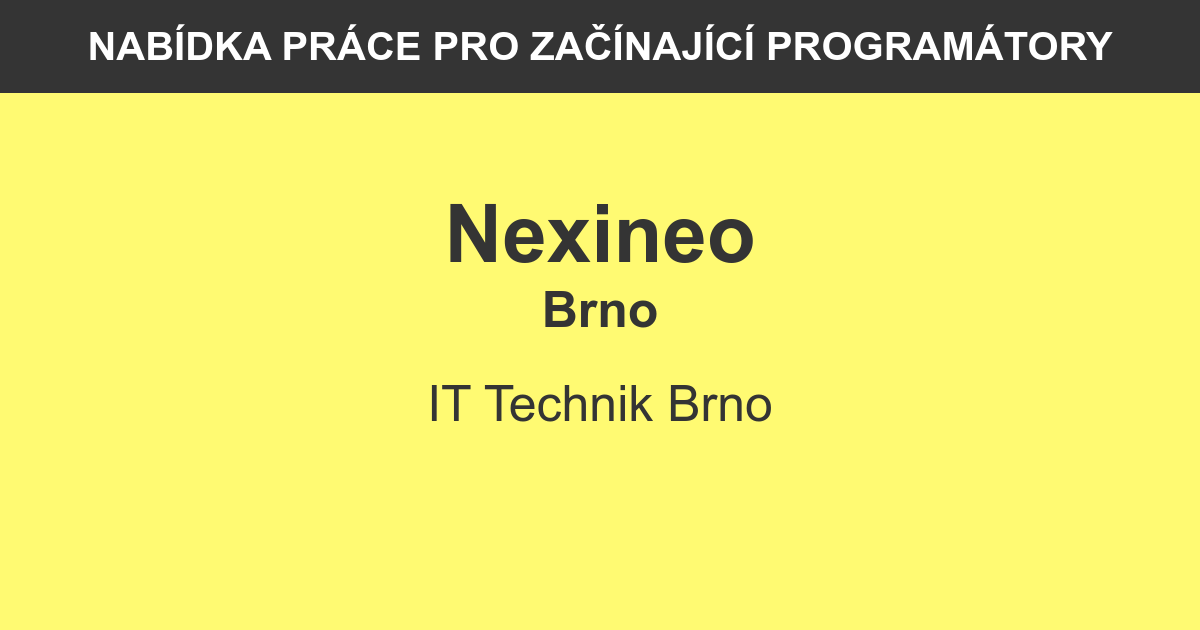 NABÍDKA PRÁCE PRO ZAČÍNAJÍCÍ PROGRAMÁTORY
Nexineo
Brno
IT Technik Brno